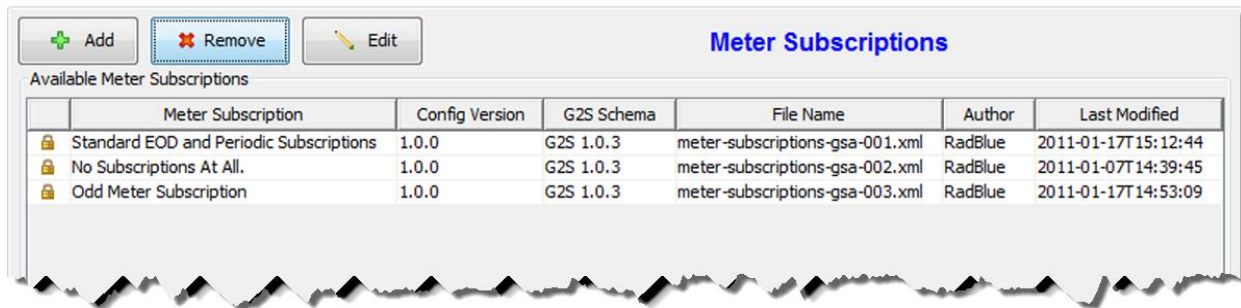 Add Remove Edit Meter Subscriptions
Available Meter Subscriptions
Meter Subscription Config Version G2S Schema File Name Author Last Modified
Standard EOD and Periodic Subscriptions 1.0.0 G2S 1.0.3 meter-subscriptions-gsa-001.xml RadBlue 2011-01-17T15:12:44
No Subscriptions At All. 1.0.0 G2S 1.0.3 meter-subscriptions-gsa-002.xml RadBlue 2011-01-07T14:39:45
Odd Meter Subscription 1.0.0 G2S 1.0.3 meter-subscriptions-gsa-003.xml RadBlue 2011-01-17T14:53:09